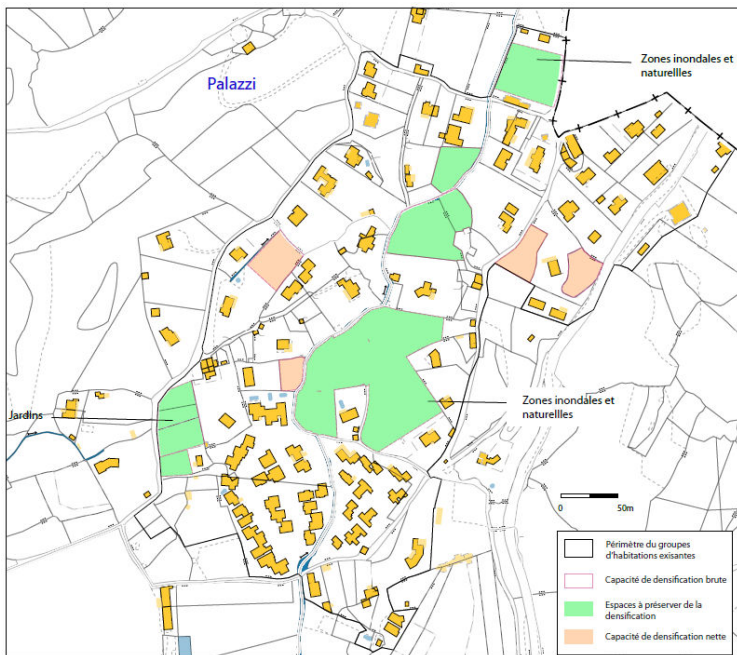 Zones inondales et
naturellles
Palazzi
Jardins
Zones inondales et
naturellles
0 50m
Périmètre du groupes
d'habitations exisantes
Capacité de densification brute
Espaces à préserver de la
densification
Capacité de densification nette